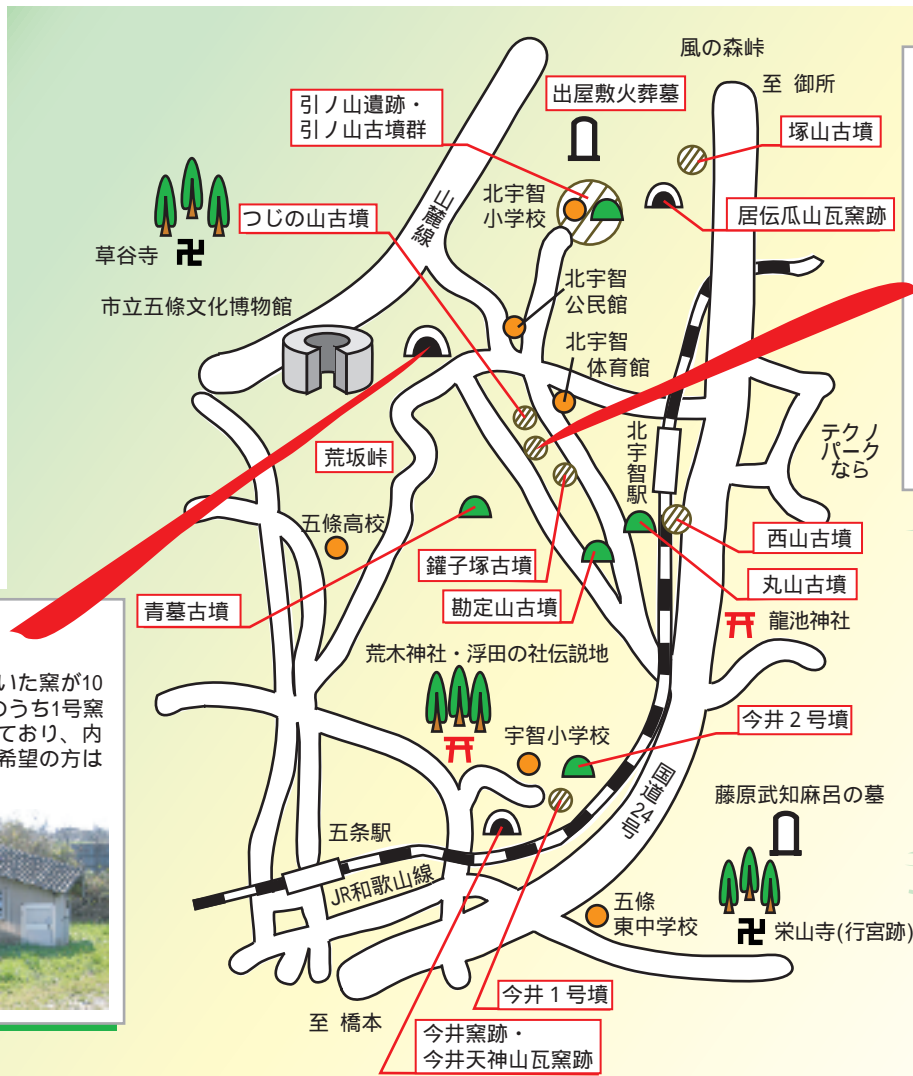 風の森峠
至 御所
引ノ山遺跡・
引ノ山古墳群
出屋敷火葬墓
塚山古墳
山麓線
北宇智
小学校
つじの山古墳
居伝瓜山瓦窯跡
草谷寺
北宇智
公民館
市立五條文化博物館
北宇智
体育館
テクノ
パーク
なら
北宇智駅
荒坂峠
五條高校
西山古墳
鑵子塚古墳
丸山古墳
青墓古墳
勘定山古墳
龍池神社
荒木神社・浮田の社伝説地
いた窯が10
のうち1号窯
ており、内
希望の方は
宇智小学校
今井2号墳
国道24号
藤原武知麻呂の墓
五条駅
JR和歌山線
五條
東中学校
栄山寺(行宮跡)
今井1号墳
至 橋本
今井窯跡・
今井天神山瓦窯跡